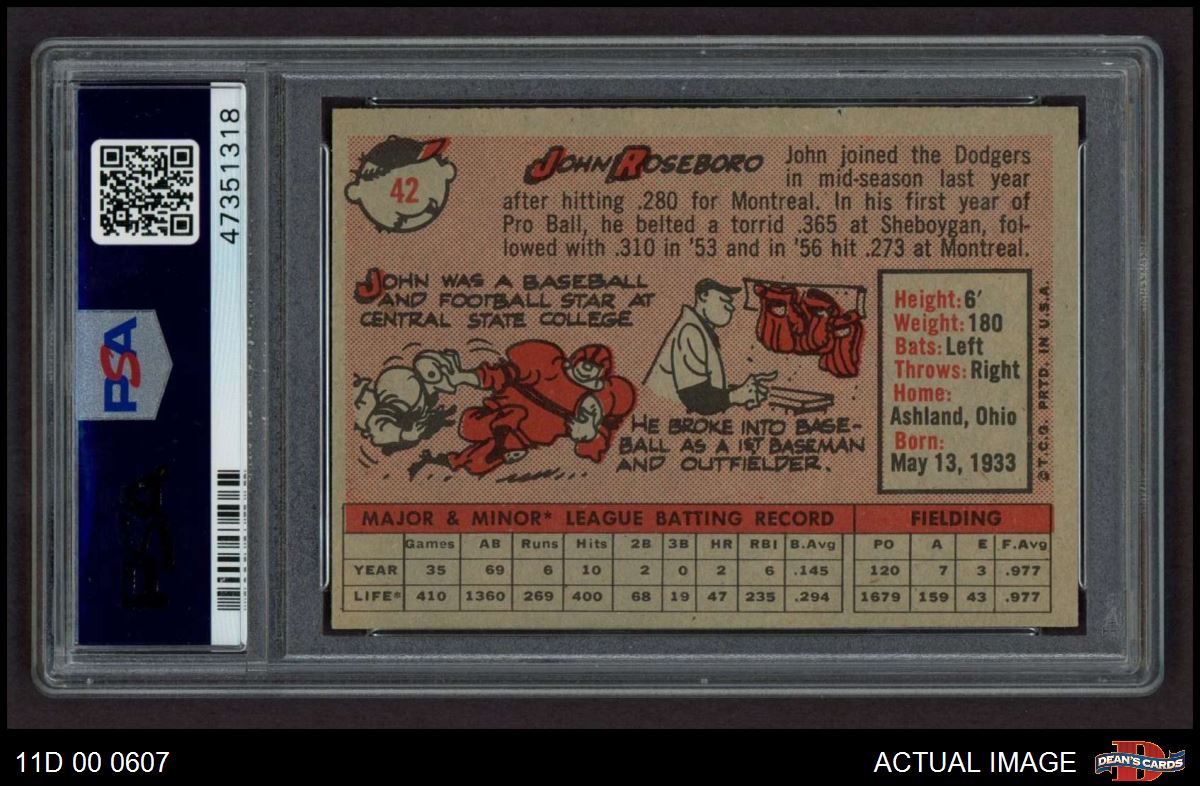 47351318
PSA
PSA
42
JOHN ROSEBORO
John joined the Dodgers
in mid-season last year
after hitting .280 for Montreal. In his first year of
Pro Ball, he belted a torrid .365 at Sheboygan, fol-
lowed with .310 in '53 and in '56 hit .273 at Montreal.
JOHN WAS A BASEBALL
AND FOOTBALL STAR AT
CENTRAL STATE COLLEGE
HE BROKE INTO BASE-
BALL AS A 1ST BASEMAN
AND OUTFIELDER.
Height: 6'
Weight: 180
Bats: Left
Throws: Right
Home:
Ashland, Ohio
Born:
May 13, 1933
©T.C.G. PRTD. IN U.S.A.
MAJOR & MINOR* LEAGUE BATTING RECORD FIELDING
Games AB Runs Hits 2B 3B HR RBI B.Avg PO A E F.Avg
YEAR 35 69 6 10 2 0 2 6 .145 120 7 3 .977
LIFE* 410 1360 269 400 68 19 47 235 .294 1679 159 43 .977
11D 00 0607
ACTUAL IMAGE
D
DEAN'S CARDS